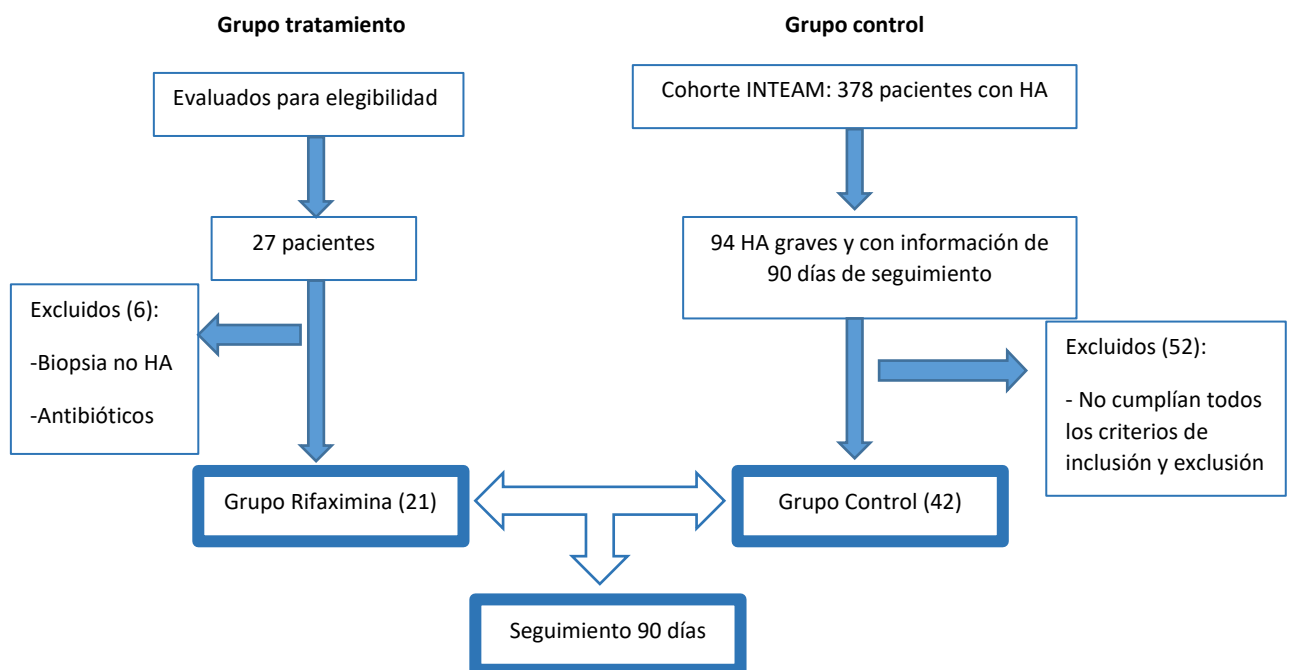 Grupo tratamiento
Grupo control
Evaluados para elegibilidad
Cohorte INTEAM: 378 pacientes con HA
27 pacientes
94 HA graves y con información de
90 días de seguimiento
Excluidos (6):
-Biopsia no HA
-Antibióticos
Excluidos (52):
- No cumplían todos
los criterios de
inclusión y exclusión
Grupo Rifaximina (21)
Grupo Control (42)
Seguimiento 90 días